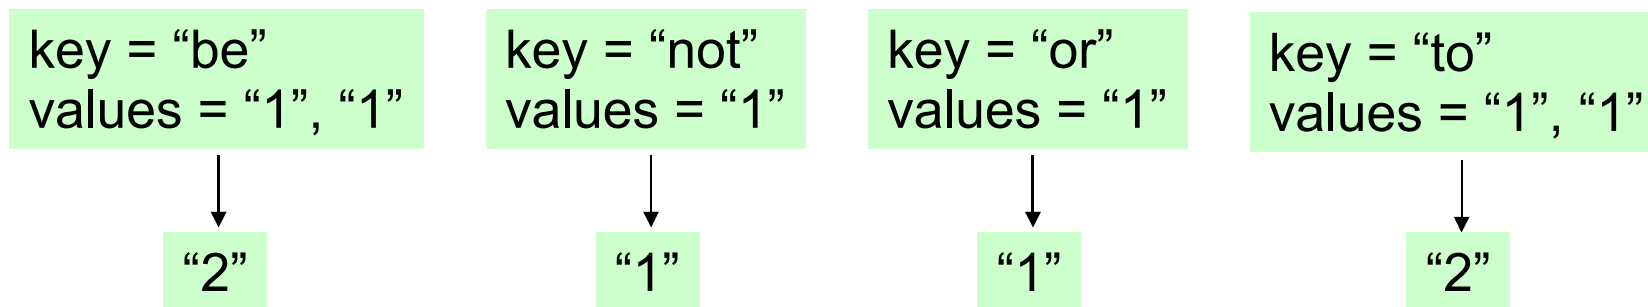 key = “be”
values = “1”, “1”
key = “not”
values = “1”
key = “or”
values = “1”
key = “to”
values = “1”, “1”
“2”
“1”
“1”
“2”